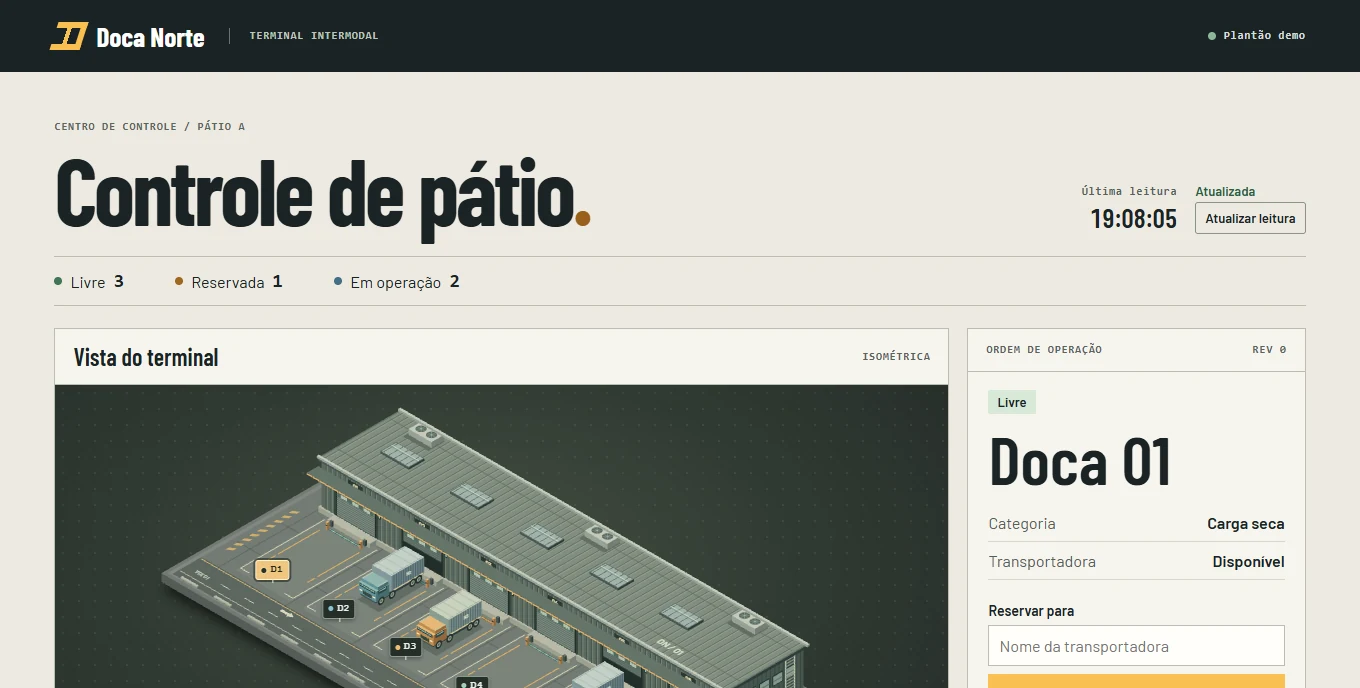 Doca Norte
TERMINAL INTERMODAL
Plantão demo
CENTRO DE CONTROLE / PÁTIO A
Controle de pátio.
Última leitura
19:08:05
Atualizada
Atualizar leitura
Livre 3
Reservada 1
Em operação 2
Vista do terminal
ISOMÉTRICA
D1
D2
D3
D4
DN/01
ORDEM DE OPERAÇÃO
REV 0
Livre
Doca 01
Categoria
Carga seca
Transportadora
Disponível
Reservar para
Nome da transportadora